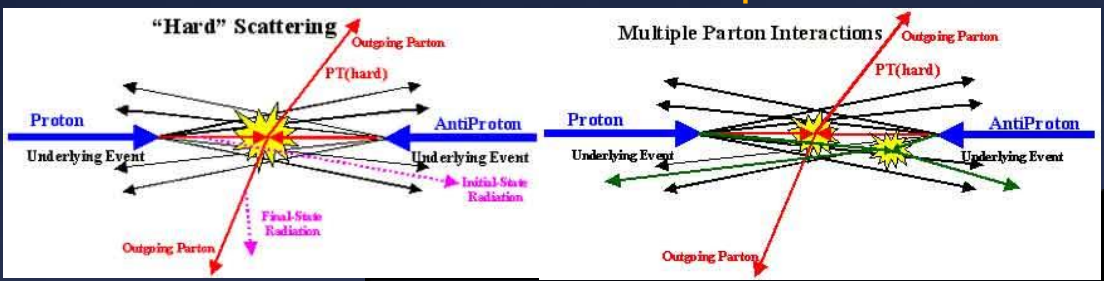 "Hard" Scattering
Outgoing Parton
PT(hard)
Proton
AntiProton
Underlying Event
Underlying Event
Initial-State
Radiation
Final-State
Radiation
Outgoing Parton
Multiple Parton Interactions
Outgoing Parton
PT(hard)
Proton
AntiProton
Underlying Event
Underlying Event
Outgoing Parton